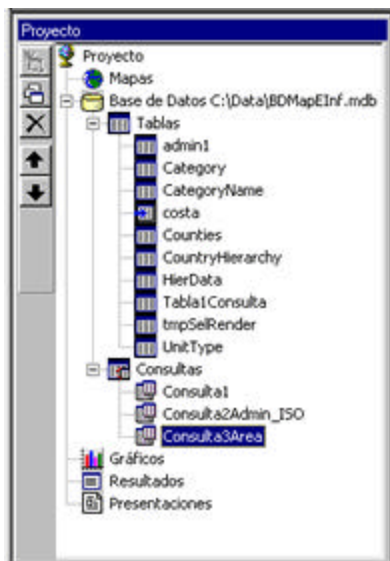 Proyecto
Proyecto
Mapas
Base de Datos C:\Data\BDMapEInf.mdb
Tablas
admin1
Category
CategoryName
costa
Counties
CountryHierarchy
HierData
Tabla1Consulta
tmpSelRender
UnitType
Consultas
Consulta1
Consulta2Admin_ISO
Consulta3Area
Gráficos
Resultados
Presentaciones